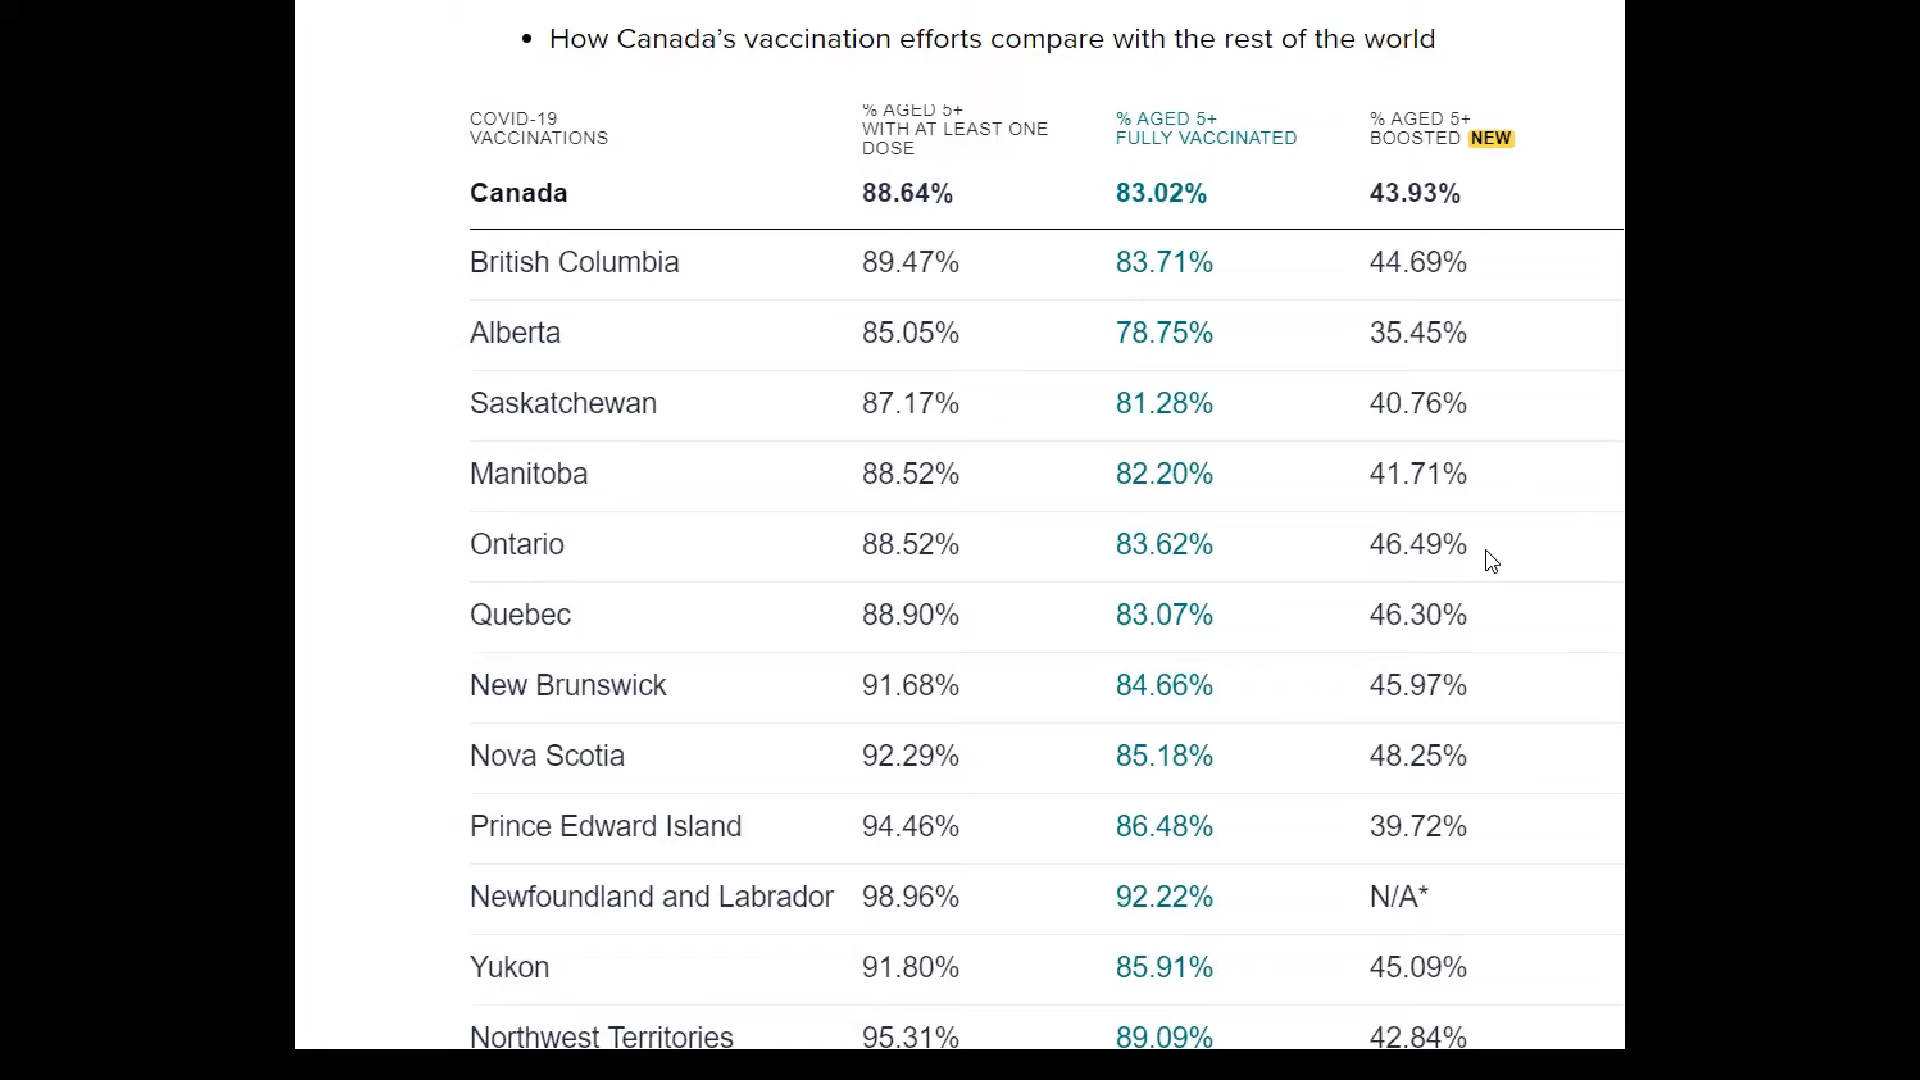 • How Canada’s vaccination efforts compare with the rest of the world
COVID-19 VACCINATIONS % AGED 5+ WITH AT LEAST ONE DOSE % AGED 5+ FULLY VACCINATED % AGED 5+ BOOSTED NEW
Canada 88.64% 83.02% 43.93%
British Columbia 89.47% 83.71% 44.69%
Alberta 85.05% 78.75% 35.45%
Saskatchewan 87.17% 81.28% 40.76%
Manitoba 88.52% 82.20% 41.71%
Ontario 88.52% 83.62% 46.49%
Quebec 88.90% 83.07% 46.30%
New Brunswick 91.68% 84.66% 45.97%
Nova Scotia 92.29% 85.18% 48.25%
Prince Edward Island 94.46% 86.48% 39.72%
Newfoundland and Labrador 98.96% 92.22% N/A*
Yukon 91.80% 85.91% 45.09%
Northwest Territories 95.31% 89.09% 42.84%